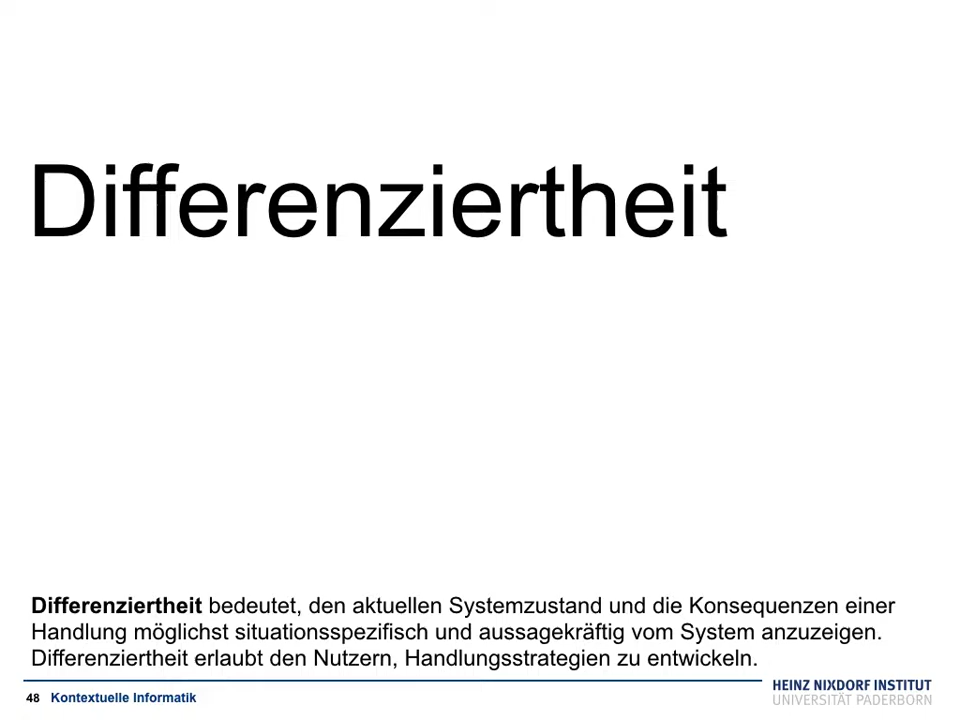 Differenziertheit
Differenziertheit bedeutet, den aktuellen Systemzustand und die Konsequenzen einer
Handlung möglichst situationsspezifisch und aussagekräftig vom System anzuzeigen.
Differenziertheit erlaubt den Nutzern, Handlungsstrategien zu entwickeln.
48 Kontextuelle Informatik
HEINZ NIXDORF INSTITUT
UNIVERSITÄT PADERBORN